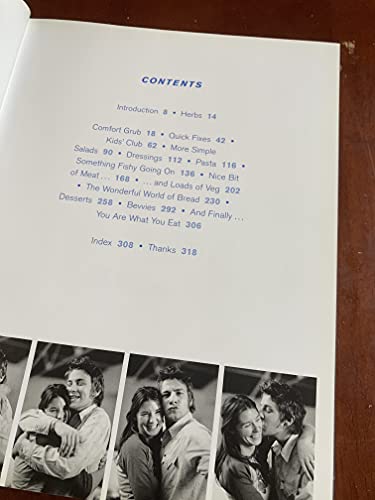 CONTENTS
Introduction 8 • Herbs 14
Comfort Grub 18 • Quick Fixes 42 •
Kids' Club 62 • More Simple
Salads 90 • Dressings 112 • Pasta 116 •
Something Fishy Going On 136 • Nice Bit
of Meat ... 168 • ... and Loads of Veg 202
• The Wonderful World of Bread 230 •
Desserts 258 • Bevvies 292 • And Finally ...
You Are What You Eat 306
Index 308 • Thanks 318